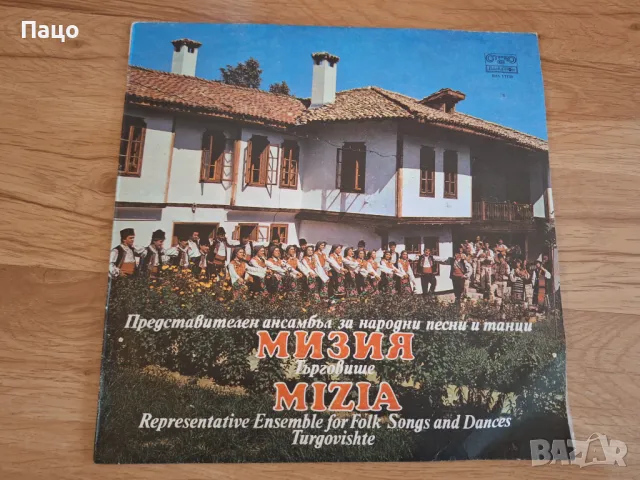 Пацо
Представителен ансамбъл за народни песни и танци
МИЗИЯ
Търговище
MIZIA
Representative Ensemble for Folk Songs and Dances
Turgovishte
BAZAR